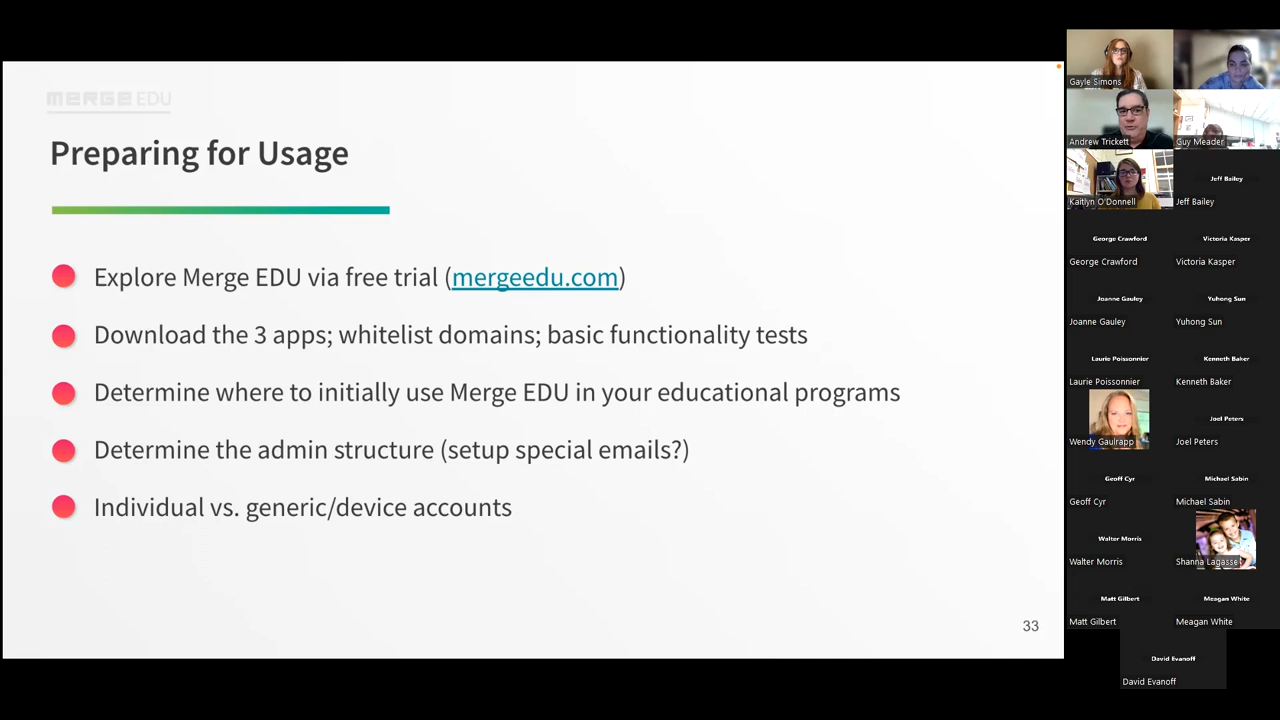 MERGE EDU
Preparing for Usage
Explore Merge EDU via free trial (mergeedu.com)
Download the 3 apps; whitelist domains; basic functionality tests
Determine where to initially use Merge EDU in your educational programs
Determine the admin structure (setup special emails?)
Individual vs. generic/device accounts
33
Gayle Simons
Andrew Trickett
Guy Meader
Kaitlyn O'Donnell
Jeff Bailey
Jeff Bailey
George Crawford
George Crawford
Victoria Kasper
Victoria Kasper
Joanne Gauley
Joanne Gauley
Yuhong Sun
Yuhong Sun
Laurie Poissonnier
Laurie Poissonnier
Kenneth Baker
Kenneth Baker
Wendy Gaulrapp
Joel Peters
Joel Peters
Geoff Cyr
Geoff Cyr
Michael Sabin
Michael Sabin
Walter Morris
Walter Morris
Shanna Lagasse
Matt Gilbert
Matt Gilbert
Meagan White
Meagan White
David Evanoff
David Evanoff